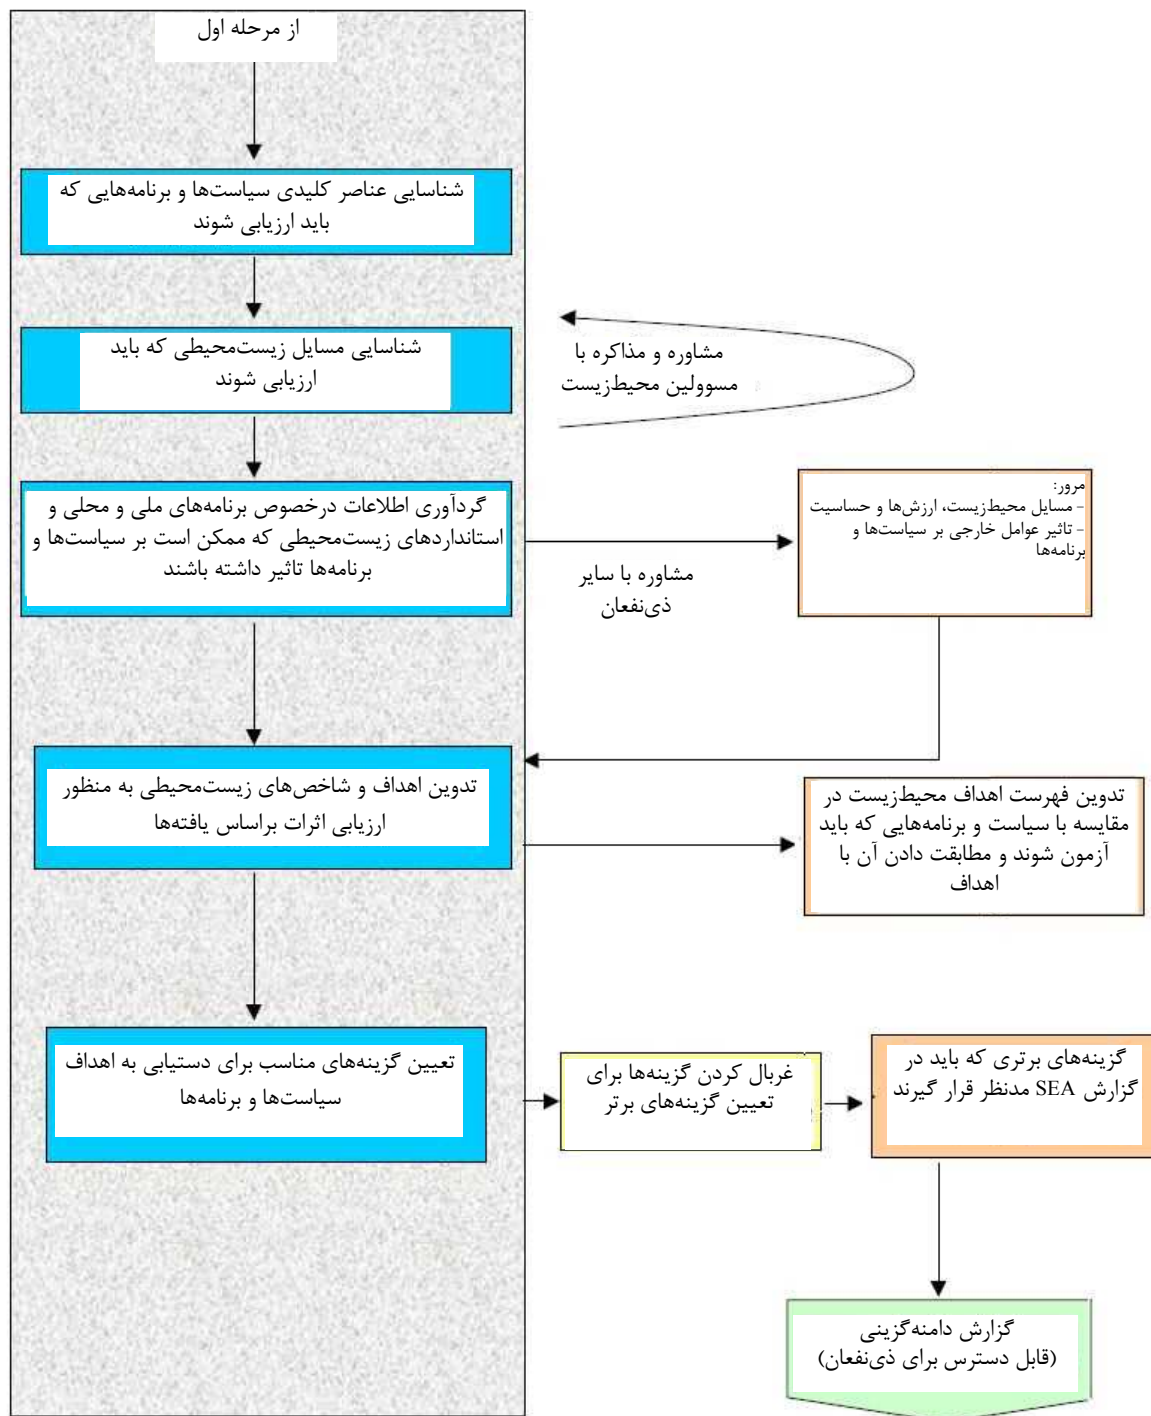 از مرحله اول
شناسایی عناصر کلیدی سیاست‌ها و برنامه‌هایی که
باید ارزیابی شوند
شناسایی مسایل زیست‌محیطی که باید
ارزیابی شوند
مشاوره و مذاکره با
مسوولین محیط‌زیست
گردآوری اطلاعات درخصوص برنامه‌های ملی و محلی و
استانداردهای زیست‌محیطی که ممکن است بر سیاست‌ها و
برنامه‌ها تاثیر داشته باشند
مشاوره با سایر
ذی‌نفعان
مرور:
- مسایل محیط‌زیست، ارزش‌ها و حساسیت
- تاثیر عوامل خارجی بر سیاست‌ها و
برنامه‌ها
تدوین اهداف و شاخص‌های زیست‌محیطی به منظور
ارزیابی اثرات براساس یافته‌ها
تدوین فهرست اهداف محیط‌زیست در
مقایسه با سیاست و برنامه‌هایی که باید
آزمون شوند و مطابقت دادن آن با
اهداف
تعیین گزینه‌های مناسب برای دستیابی به اهداف
سیاست‌ها و برنامه‌ها
غربال کردن گزینه‌ها برای
تعیین گزینه‌های برتر
گزینه‌های برتری که باید در
گزارش SEA مدنظر قرار گیرند
گزارش دامنه‌گزینی
(قابل دسترس برای ذی‌نفعان)